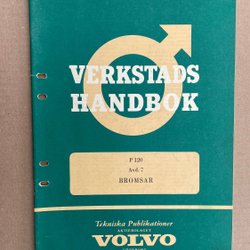 VERKSTADS
HANDBOK
P 120
Avd. 7
BROMSAR
Tekniska Publikationer
AKTIEBOLAGET
VOLVO